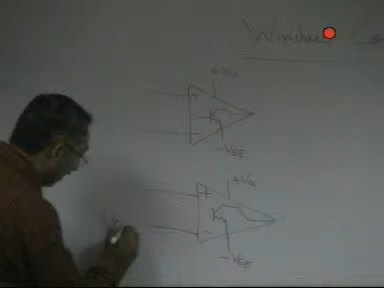 Window
+Vcc
+
-
-VEE
+Vcc
+
-
-VEE